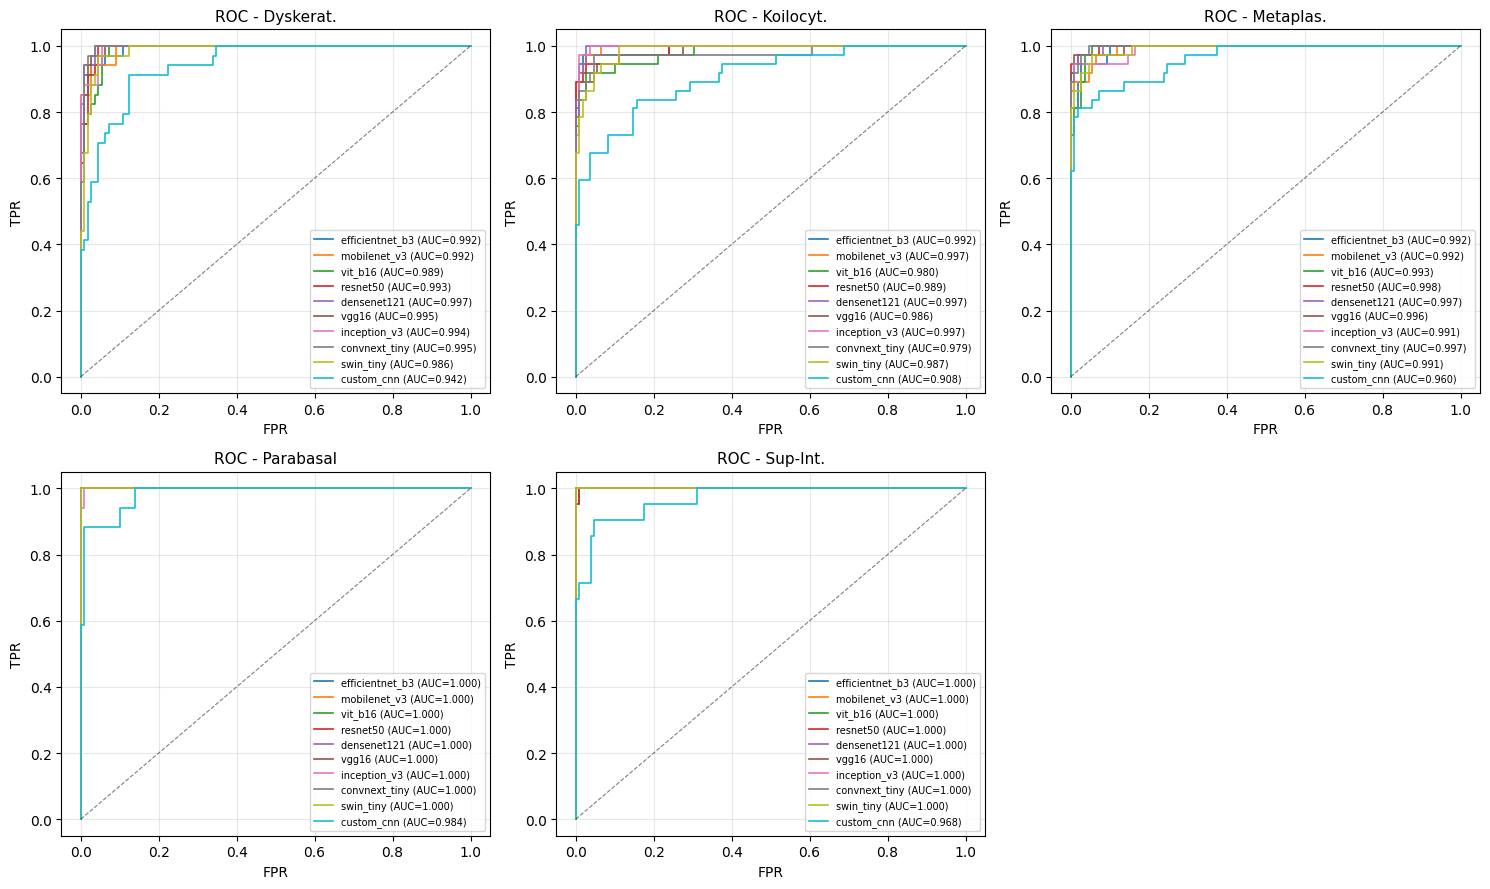 ROC - Dyskerat.
TPR
1.0
0.8
0.6
0.4
0.2
0.0
efficientnet_b3 (AUC=0.992)
mobilenet_v3 (AUC=0.992)
vit_b16 (AUC=0.989)
resnet50 (AUC=0.993)
densenet121 (AUC=0.997)
vgg16 (AUC=0.995)
inception_v3 (AUC=0.994)
convnext_tiny (AUC=0.995)
swin_tiny (AUC=0.986)
custom_cnn (AUC=0.942)
0.0 0.2 0.4 0.6 0.8 1.0
FPR
ROC - Koilocyt.
TPR
1.0
0.8
0.6
0.4
0.2
0.0
efficientnet_b3 (AUC=0.992)
mobilenet_v3 (AUC=0.997)
vit_b16 (AUC=0.980)
resnet50 (AUC=0.989)
densenet121 (AUC=0.997)
vgg16 (AUC=0.986)
inception_v3 (AUC=0.997)
convnext_tiny (AUC=0.979)
swin_tiny (AUC=0.987)
custom_cnn (AUC=0.908)
0.0 0.2 0.4 0.6 0.8 1.0
FPR
ROC - Metaplas.
TPR
1.0
0.8
0.6
0.4
0.2
0.0
efficientnet_b3 (AUC=0.992)
mobilenet_v3 (AUC=0.992)
vit_b16 (AUC=0.993)
resnet50 (AUC=0.998)
densenet121 (AUC=0.997)
vgg16 (AUC=0.996)
inception_v3 (AUC=0.991)
convnext_tiny (AUC=0.997)
swin_tiny (AUC=0.991)
custom_cnn (AUC=0.960)
0.0 0.2 0.4 0.6 0.8 1.0
FPR
ROC - Parabasal
TPR
1.0
0.8
0.6
0.4
0.2
0.0
efficientnet_b3 (AUC=1.000)
mobilenet_v3 (AUC=1.000)
vit_b16 (AUC=1.000)
resnet50 (AUC=1.000)
densenet121 (AUC=1.000)
vgg16 (AUC=1.000)
inception_v3 (AUC=1.000)
convnext_tiny (AUC=1.000)
swin_tiny (AUC=1.000)
custom_cnn (AUC=0.984)
0.0 0.2 0.4 0.6 0.8 1.0
FPR
ROC - Sup-Int.
TPR
1.0
0.8
0.6
0.4
0.2
0.0
efficientnet_b3 (AUC=1.000)
mobilenet_v3 (AUC=1.000)
vit_b16 (AUC=1.000)
resnet50 (AUC=1.000)
densenet121 (AUC=1.000)
vgg16 (AUC=1.000)
inception_v3 (AUC=1.000)
convnext_tiny (AUC=1.000)
swin_tiny (AUC=1.000)
custom_cnn (AUC=0.968)
0.0 0.2 0.4 0.6 0.8 1.0
FPR